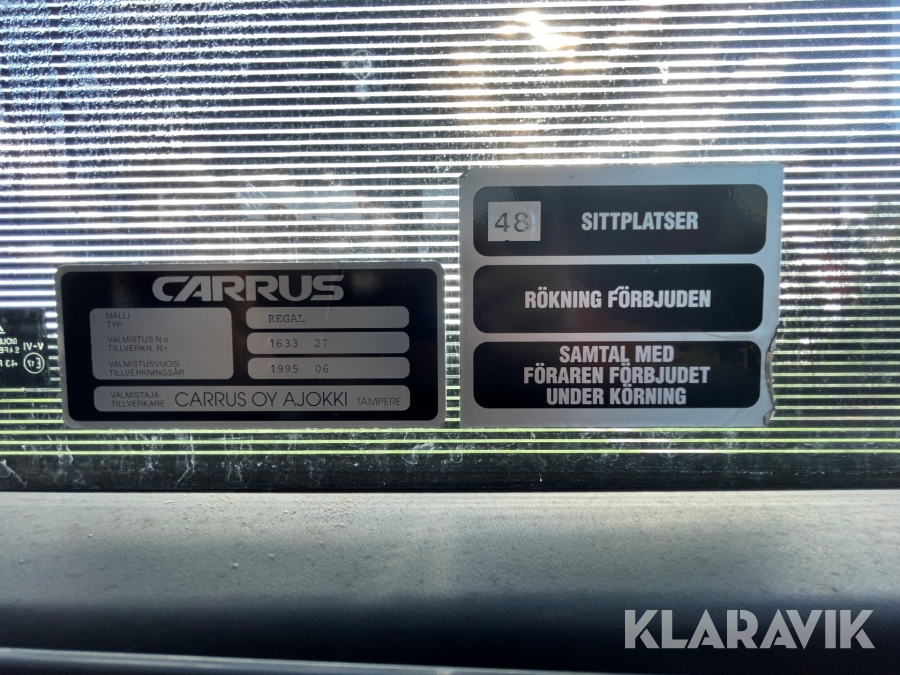 CARRUS
MALLI
TYP
REGAL
VALMISTUS N:o
TILLVERKN. N:r
1633 27
VALMISTUSVUOSI
TILLVERKNINGSÅR
1995 06
VALMISTAJA:
TILLVERKARE:
CARRUS OY AJOKKI TAMPERE
48 SITTPLATSER
RÖKNING FÖRBJUDEN
SAMTAL MED
FÖRAREN FÖRBJUDET
UNDER KÖRNING
KLARAVIK